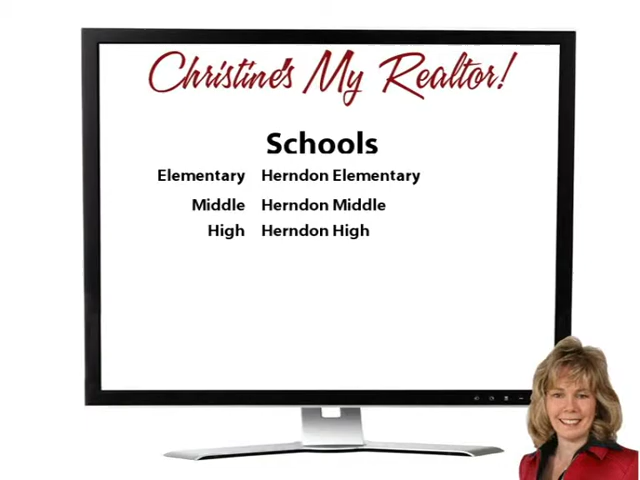 Christine's My Realtor!
Schools
Elementary Herndon Elementary
Middle Herndon Middle
High Herndon High